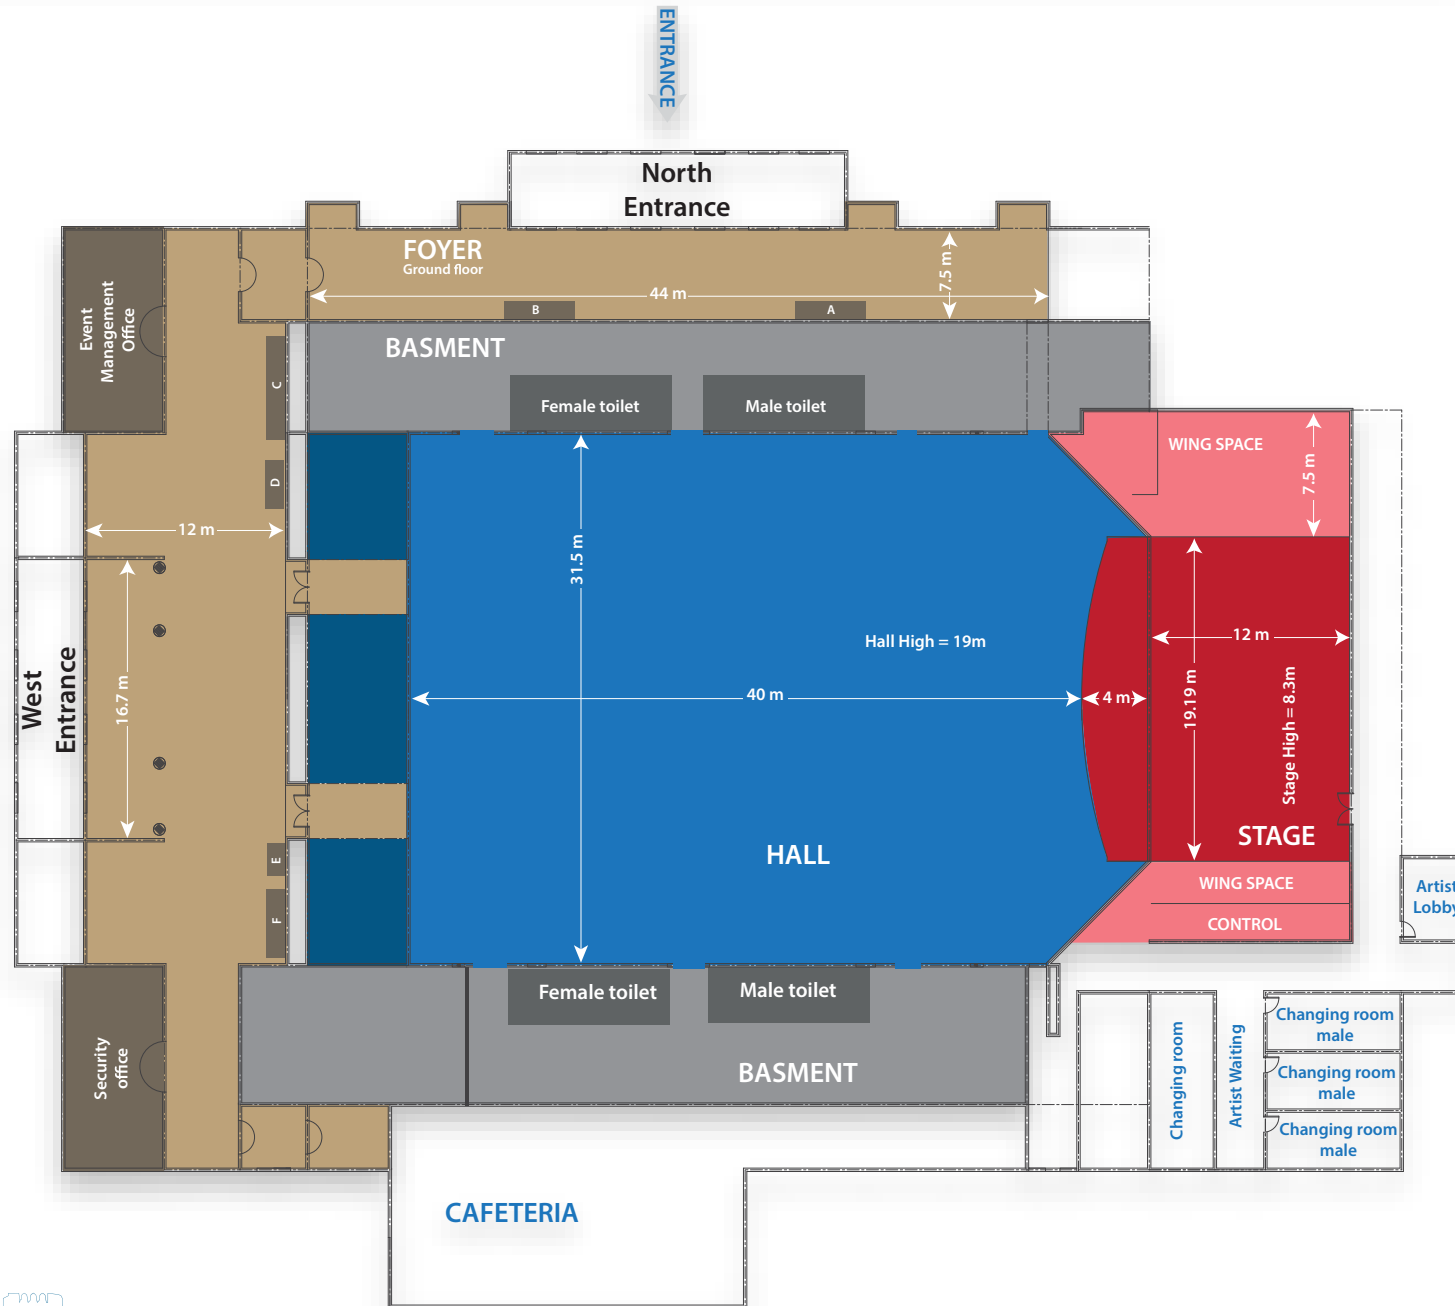 ENTRANCE
North
Entrance
FOYER
Ground floor
7.5 m
44 m
B
A
Event
Management
Office
BASMENT
C
Female toilet
Male toilet
WING SPACE
7.5 m
D
12 m
31.5 m
Hall High = 19m
12 m
West
Entrance
16.7 m
40 m
4 m
19.19 m
Stage High = 8.3m
STAGE
HALL
E
F
WING SPACE
CONTROL
Artist
Lobby
Female toilet
Male toilet
Security
office
BASMENT
Changing room
Artist Waiting
Changing room
male
Changing room
male
Changing room
male
CAFETERIA